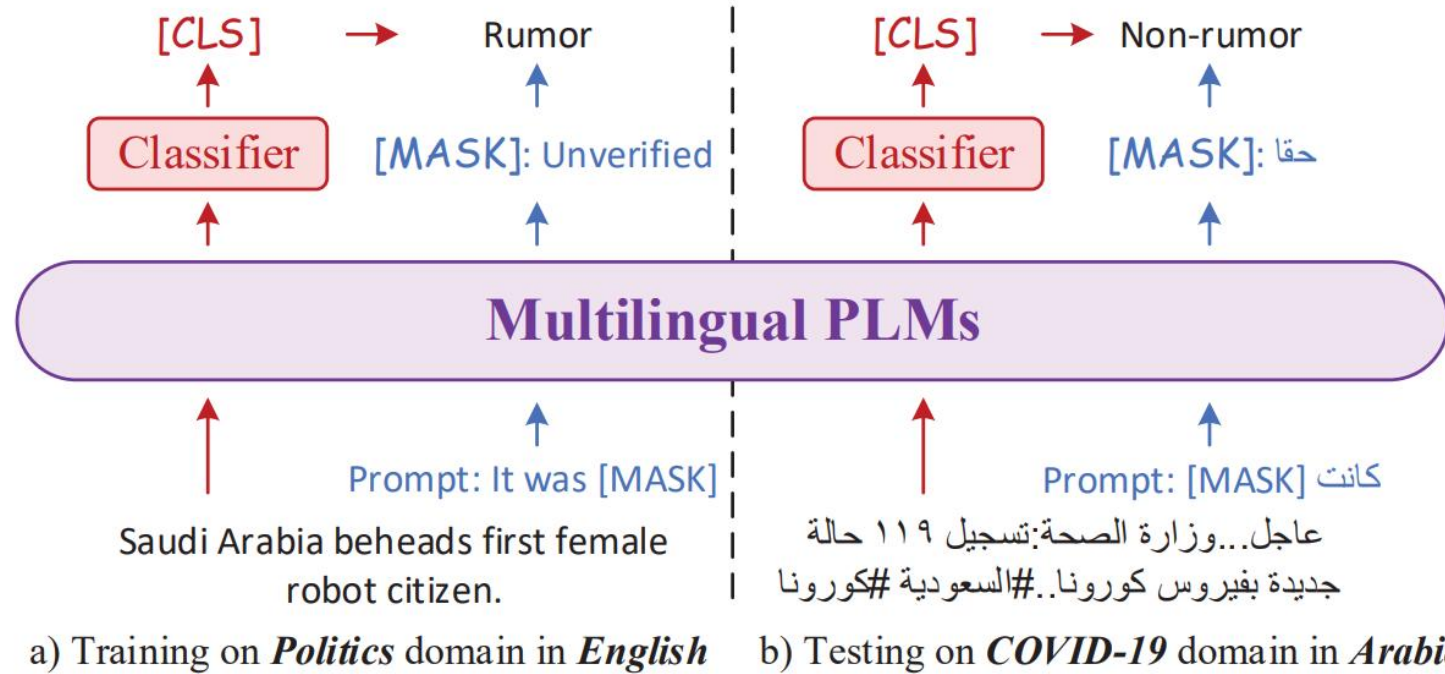 [CLS] → Rumor
Classifier
[MASK]: Unverified
[CLS] → Non-rumor
Classifier
[MASK]: حقا
Multilingual PLMs
Prompt: It was [MASK]
Saudi Arabia beheads first female
robot citizen.
Prompt: [MASK] كانت
عاجل...وزارة الصحة:تسجيل ١١٩ حالة
جديدة بفيروس كورونا..#السعودية #كورونا
a) Training on Politics domain in English
b) Testing on COVID-19 domain in Arabi